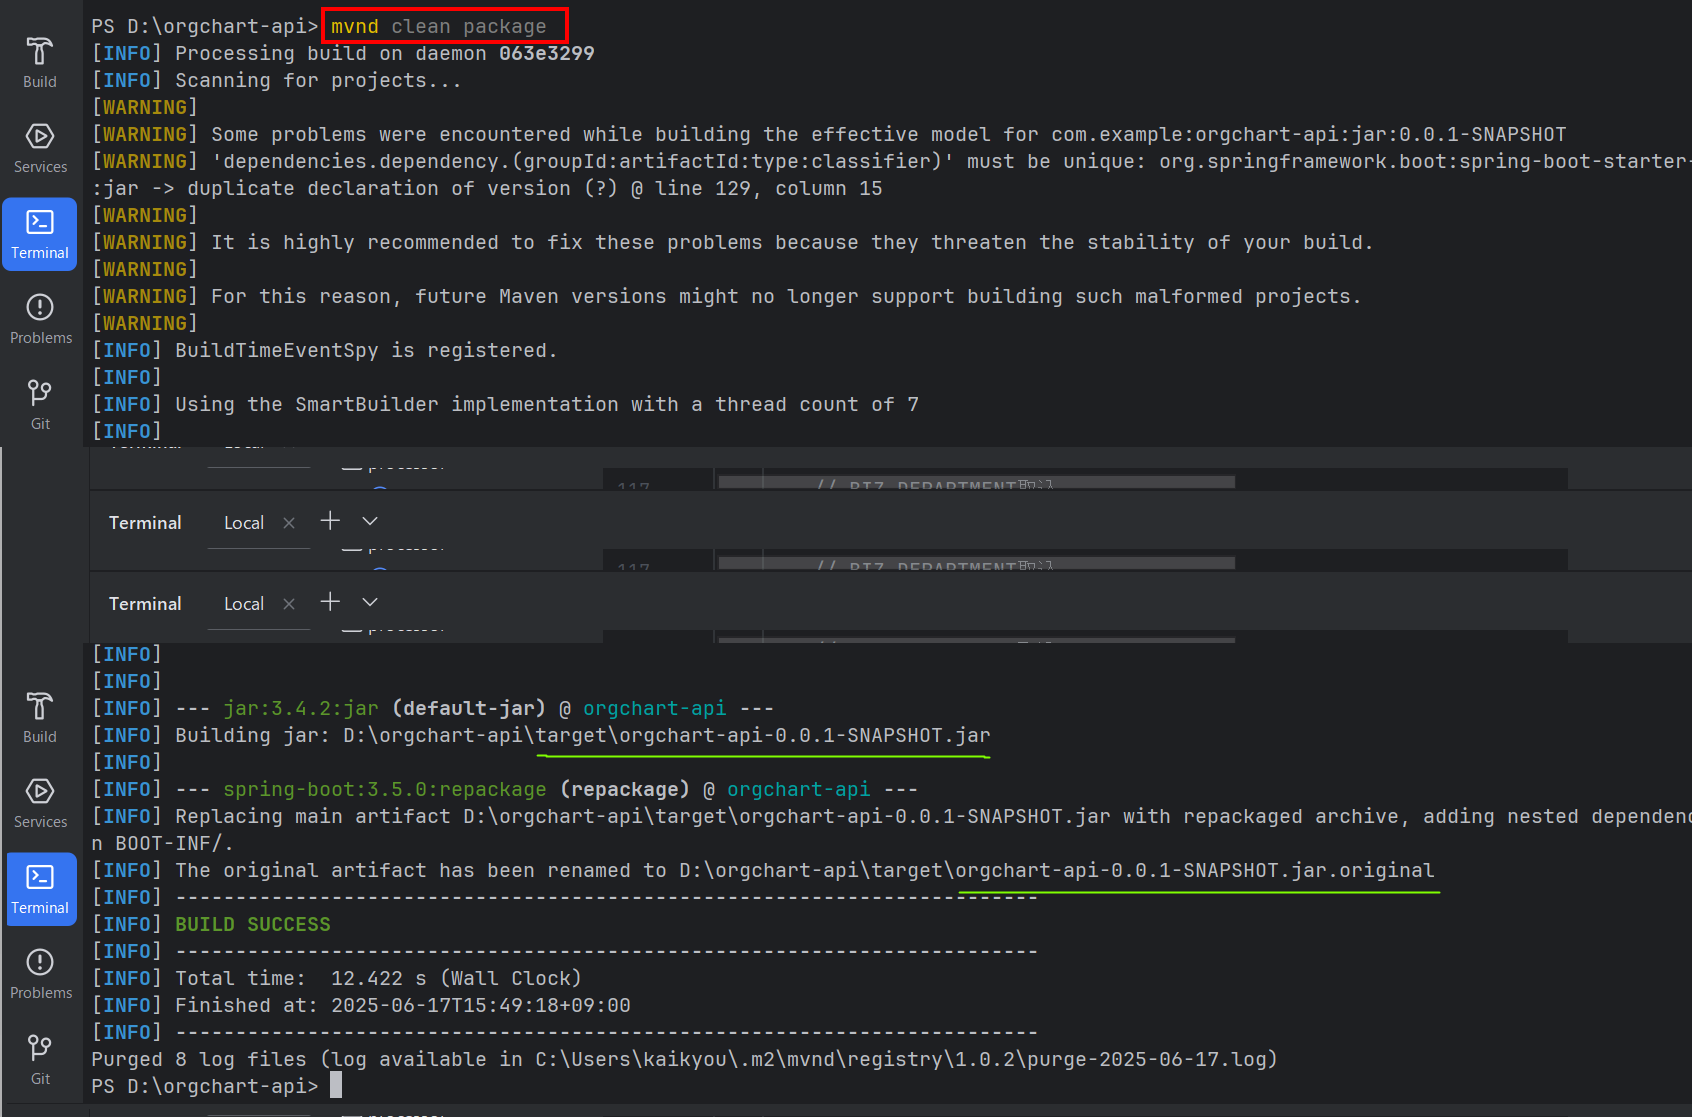 PS D:\orgchart-api> mvnd clean package
[INFO] Processing build on daemon 063e3299
[INFO] Scanning for projects...
[WARNING]
[WARNING] Some problems were encountered while building the effective model for com.example:orgchart-api:jar:0.0.1-SNAPSHOT
[WARNING] 'dependencies.dependency.(groupId:artifactId:type:classifier)' must be unique: org.springframework.boot:spring-boot-starter-
:jar -> duplicate declaration of version (?) @ line 129, column 15
[WARNING]
[WARNING] It is highly recommended to fix these problems because they threaten the stability of your build.
[WARNING]
[WARNING] For this reason, future Maven versions might no longer support building such malformed projects.
[WARNING]
[INFO] BuildTimeEventSpy is registered.
[INFO]
[INFO] Using the SmartBuilder implementation with a thread count of 7
[INFO]
Build
Services
Terminal
Problems
Git
Terminal Local
Terminal Local
[INFO]
[INFO]
[INFO] --- jar:3.4.2:jar (default-jar) @ orgchart-api ---
[INFO] Building jar: D:\orgchart-api\target\orgchart-api-0.0.1-SNAPSHOT.jar
[INFO]
[INFO] --- spring-boot:3.5.0:repackage (repackage) @ orgchart-api ---
[INFO] Replacing main artifact D:\orgchart-api\target\orgchart-api-0.0.1-SNAPSHOT.jar with repackaged archive, adding nested dependenc
n BOOT-INF/.
[INFO] The original artifact has been renamed to D:\orgchart-api\target\orgchart-api-0.0.1-SNAPSHOT.jar.original
[INFO] ------------------------------------------------------------------------
[INFO] BUILD SUCCESS
[INFO] ------------------------------------------------------------------------
[INFO] Total time:  12.422 s (Wall Clock)
[INFO] Finished at: 2025-06-17T15:49:18+09:00
[INFO] ------------------------------------------------------------------------
Purged 8 log files (log available in C:\Users\kaikyou\.m2\mvnd\registry\1.0.2\purge-2025-06-17.log)
PS D:\orgchart-api>
Build
Services
Terminal
Problems
Git